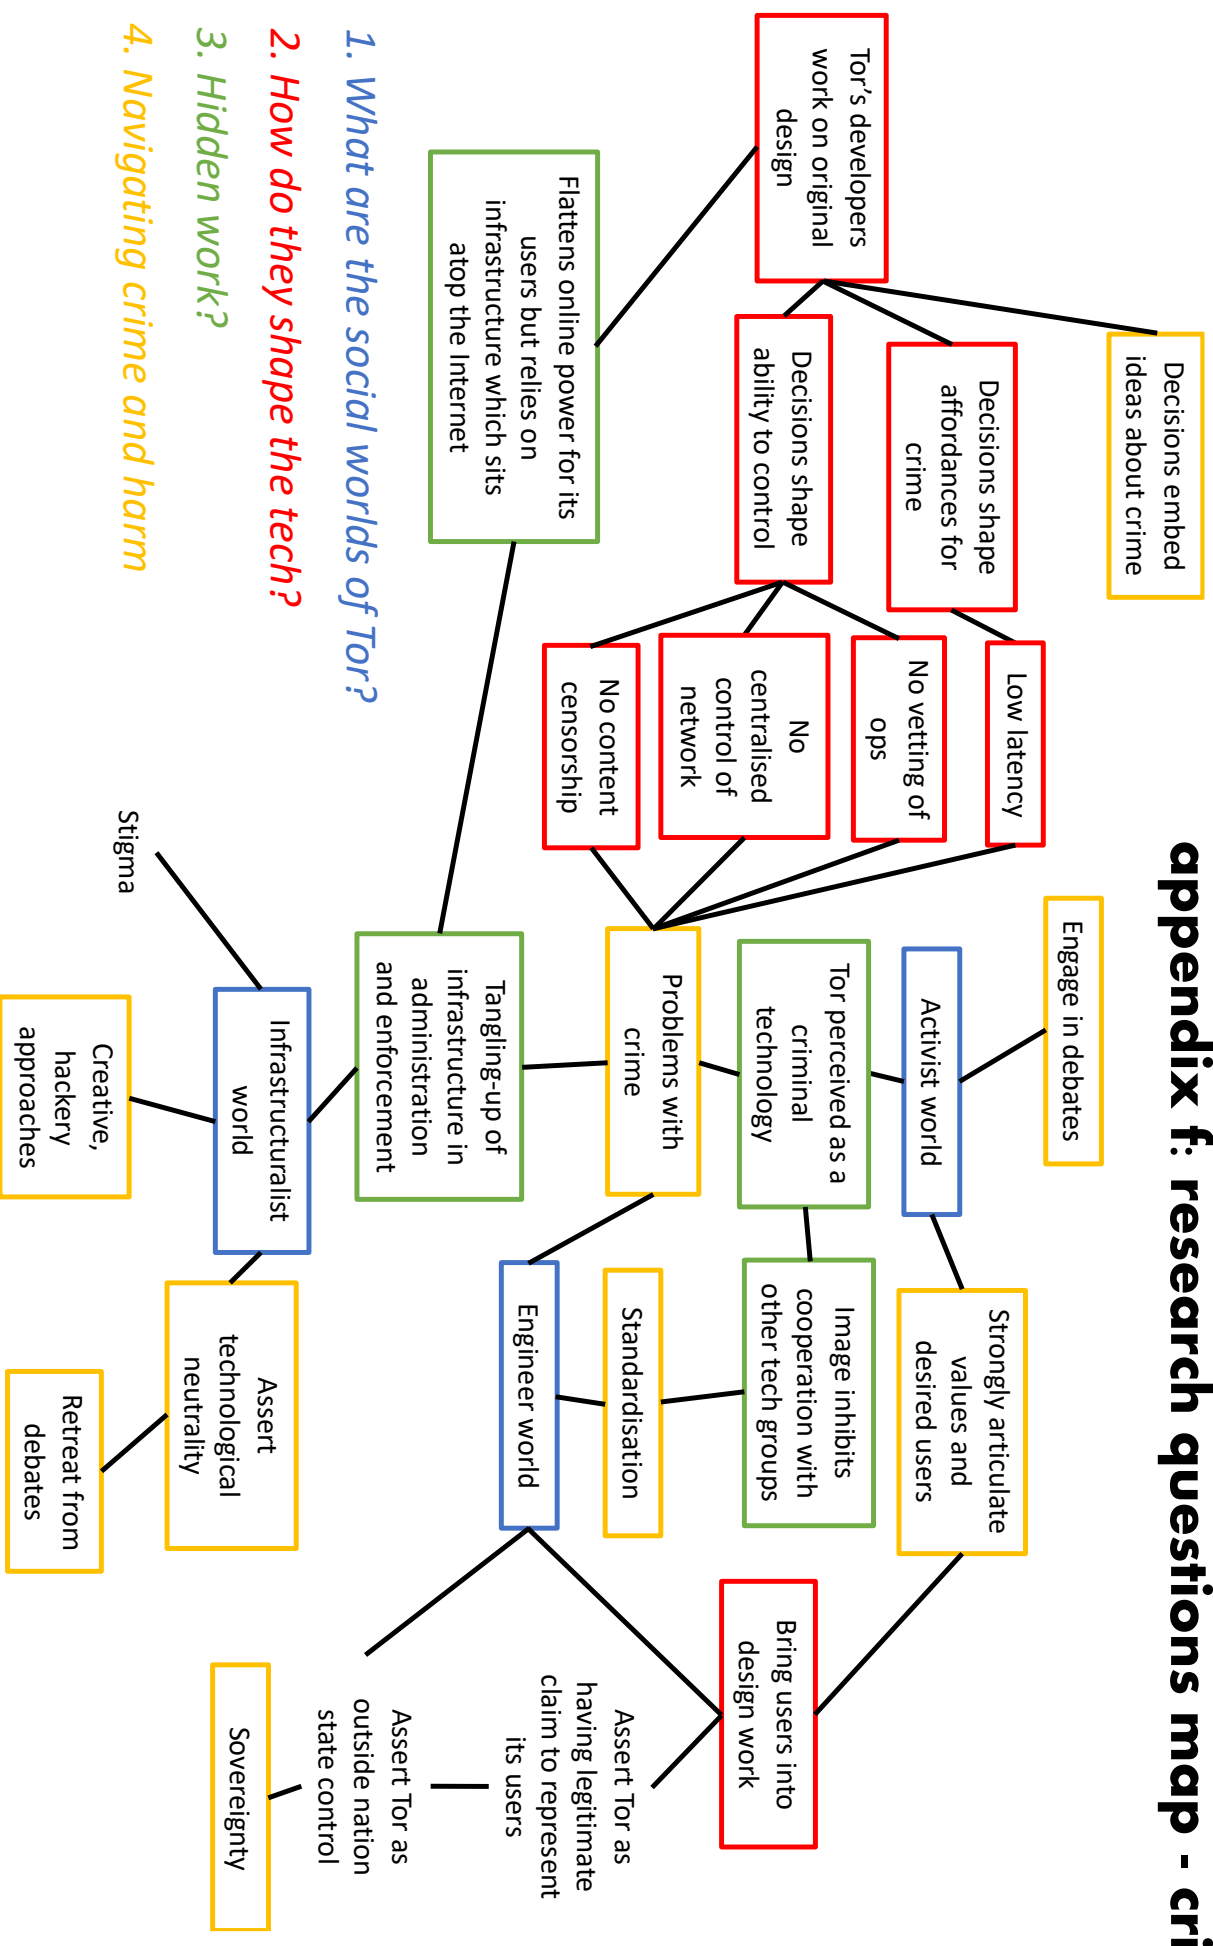 appendix f: research questions map - cri
Decisions embed
ideas about crime
Engage in debates
Tor's developers
work on original
design
Decisions shape
affordances for
crime
Low latency
Activist world
Strongly articulate
values and
desired users
Decisions shape
ability to control
No vetting of
ops
Tor perceived as a
criminal
technology
Image inhibits
cooperation with
other tech groups
Bring users into
design work
No
centralised
control of
network
Problems with
crime
Standardisation
No content
censorship
Flattens online power for its
users but relies on
infrastructure which sits
atop the Internet
Engineer world
Assert Tor as
having legitimate
claim to represent
its users
Tangling-up of
infrastructure in
administration
and enforcement
Assert Tor as
outside nation
state control
Infrastructuralist
world
Assert
technological
neutrality
Sovereignty
Stigma
Creative,
hackery
approaches
Retreat from
debates
1. What are the social worlds of Tor?
2. How do they shape the tech?
3. Hidden work?
4. Navigating crime and harm